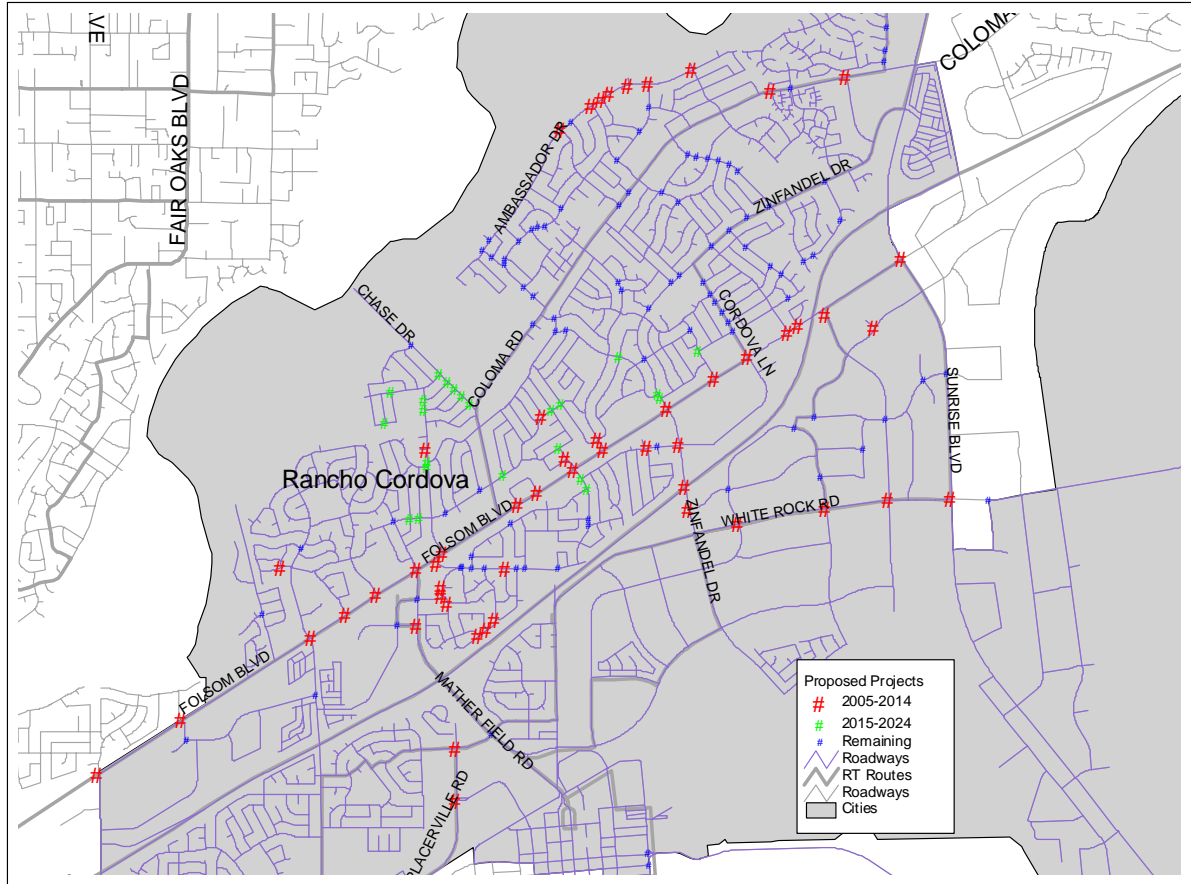 AVE
COLOMA
FAIR OAKS BLVD
AMBASSADOR DR
ZINFANDEL DR
CHASE DR
CORDOVA LN
COLOMA RD
SUNRISE BLVD
Rancho Cordova
FOLSOM BLVD
ZINFANDEL DR
WHITE ROCK RD
FOLSOM BLVD
MATHER FIELD RD
PLACERVILLE RD
Proposed Projects
# 2005-2014
# 2015-2024
# Remaining
Roadways
RT Routes
Roadways
Cities